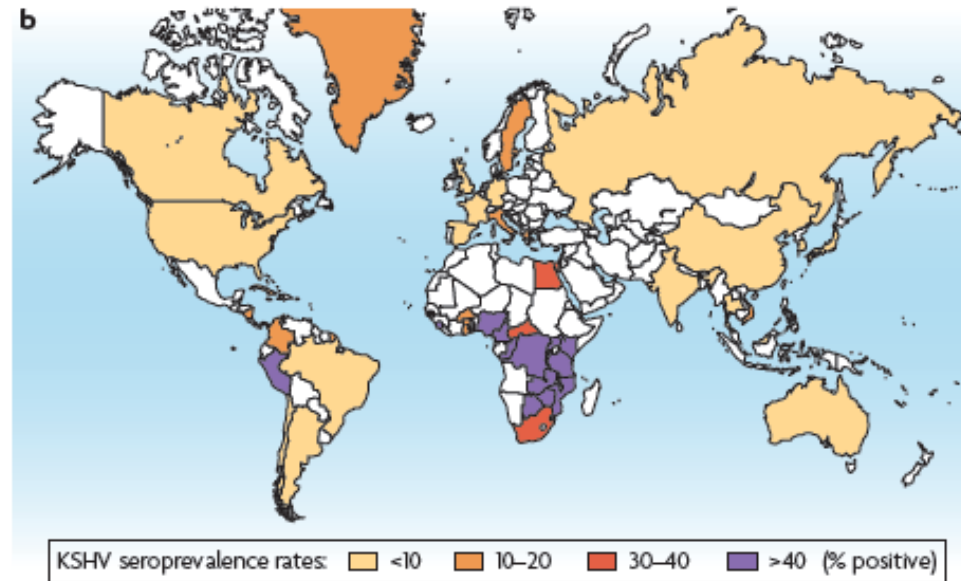 b
KSHV seroprevalence rates: <10 10–20 30–40 >40 (% positive)